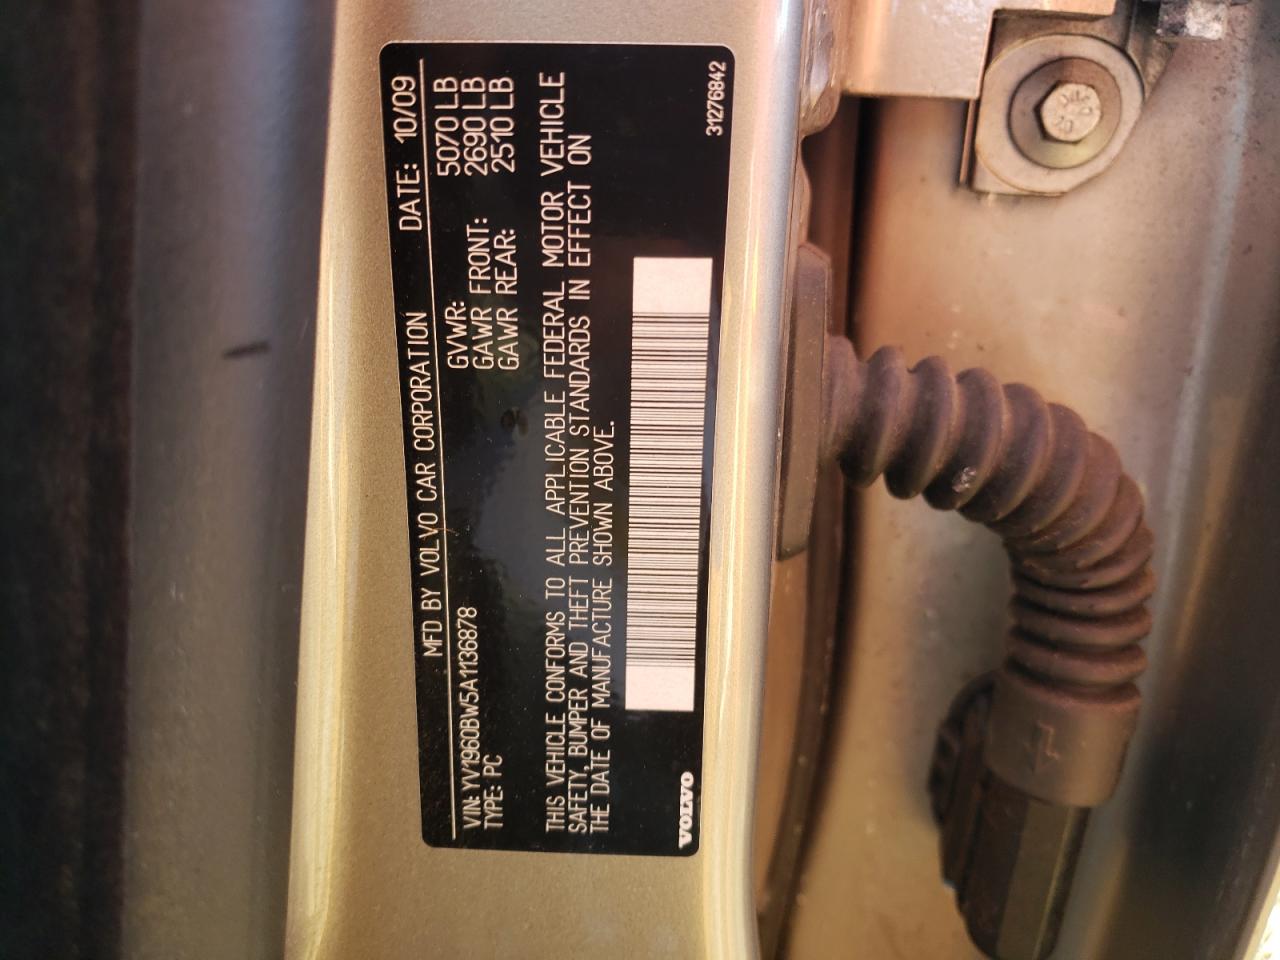 MFD BY VOLVO CAR CORPORATION DATE: 10/09
VIN: YV1960BW5A1136878
TYPE: PC
GVWR: 5070 LB
GAWR FRONT: 2690 LB
GAWR REAR: 2510 LB
THIS VEHICLE CONFORMS TO ALL APPLICABLE FEDERAL MOTOR VEHICLE
SAFETY, BUMPER AND THEFT PREVENTION STANDARDS IN EFFECT ON
THE DATE OF MANUFACTURE SHOWN ABOVE.
VOLVO
31276842